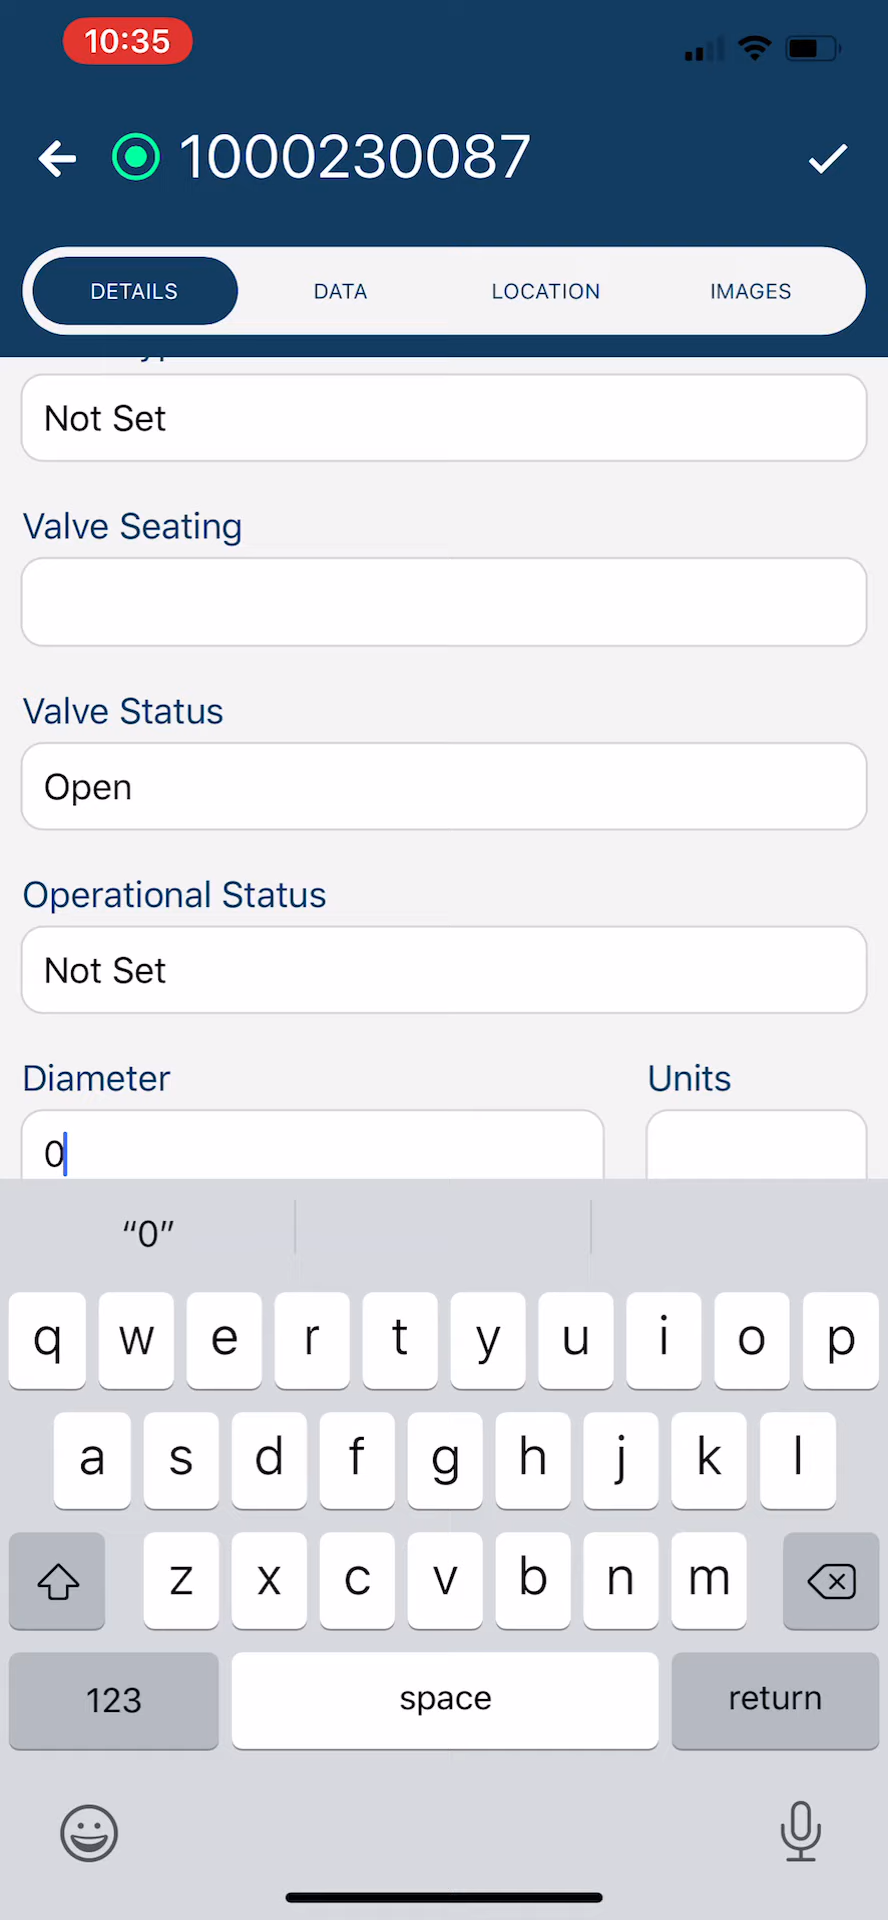 10:35
1000230087
DETAILS DATA LOCATION IMAGES
Not Set
Valve Seating
Valve Status
Open
Operational Status
Not Set
Diameter Units
0
“0”
q w e r t y u i o p
a s d f g h j k l
z x c v b n m
123 space return